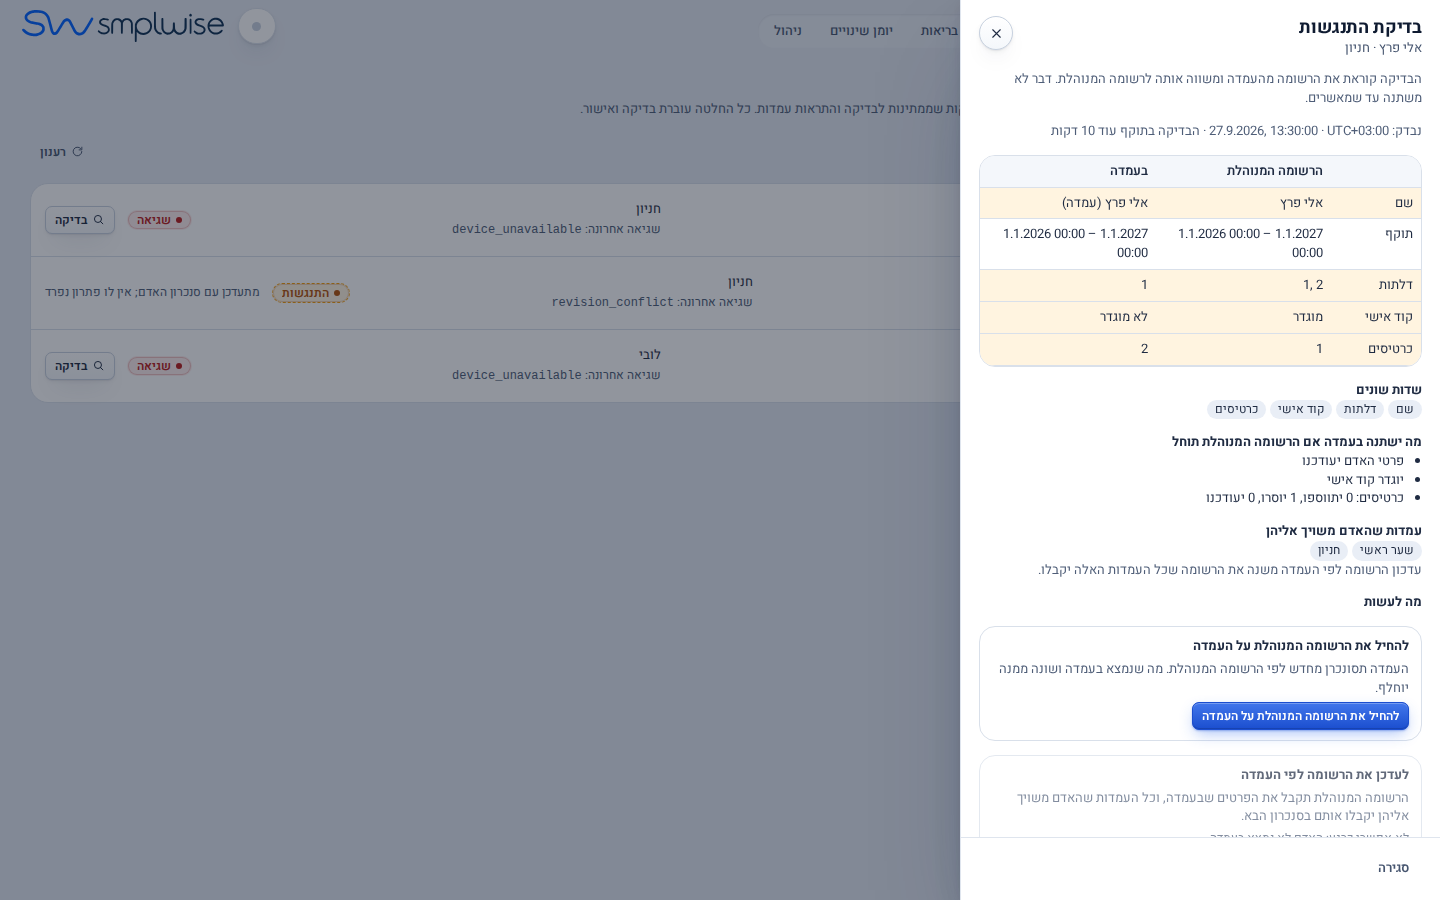 smplwise
בריאות
יומן שינויים
ניהול
שממתינות לבדיקה והתראות עמדות. כל החלטה עוברת בדיקה ואישור.
רענון
חניון
שגיאה אחרונה: device_unavailable
שגיאה
בדיקה
חניון
שגיאה אחרונה: revision_conflict
התנגשות
מתעדכן עם סנכרון האדם; אין לו פתרון נפרד
לובי
שגיאה אחרונה: device_unavailable
שגיאה
בדיקה
בדיקת התנגשות
אלי פרץ · חניון
הבדיקה קוראת את הרשומה מהעמדה ומשווה אותה לרשומה המנוהלת. דבר לא
משתנה עד שמאשרים.
נבדק: 27.9.2026, 13:30:00 · UTC+03:00 · הבדיקה בתוקף עוד 10 דקות
הרשומה המנוהלת בעמדה
שם אלי פרץ אלי פרץ (עמדה)
תוקף 1.1.2026 00:00 – 1.1.2027 1.1.2026 00:00 – 1.1.2027
00:00 00:00
דלתות 1, 2 1
קוד אישי מוגדר לא מוגדר
כרטיסים 1 2
שדות שונים
שם דלתות קוד אישי כרטיסים
מה ישתנה בעמדה אם הרשומה המנוהלת תוחל
פרטי האדם יעודכנו
יוגדר קוד אישי
כרטיסים: 0 יתווספו, 1 יוסרו, 0 יעודכנו
עמדות שהאדם משויך אליהן
שער ראשי חניון
עדכון הרשומה לפי העמדה משנה את הרשומה שכל העמדות האלה יקבלו.
מה לעשות
להחיל את הרשומה המנוהלת על העמדה
העמדה תסונכרן מחדש לפי הרשומה המנוהלת. מה שנמצא בעמדה ושונה ממנה
יוחלף.
להחיל את הרשומה המנוהלת על העמדה
לעדכן את הרשומה לפי העמדה
הרשומה המנוהלת תקבל את הפרטים שבעמדה, וכל העמדות שהאדם משויך
אליהן יקבלו אותם בסנכרון הבא.
סגירה